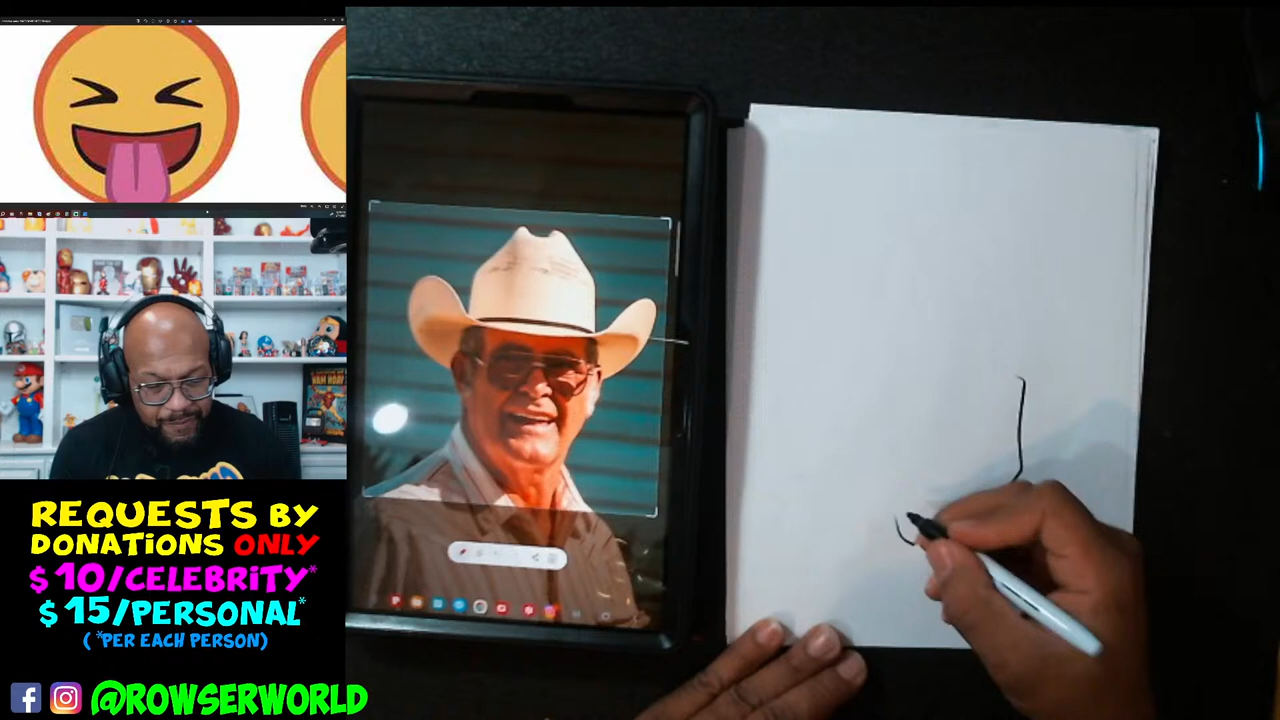 REQUESTS BY
DONATIONS ONLY
$10/CELEBRITY*
$15/PERSONAL*
(*PER EACH PERSON)
@ROWSERWORLD